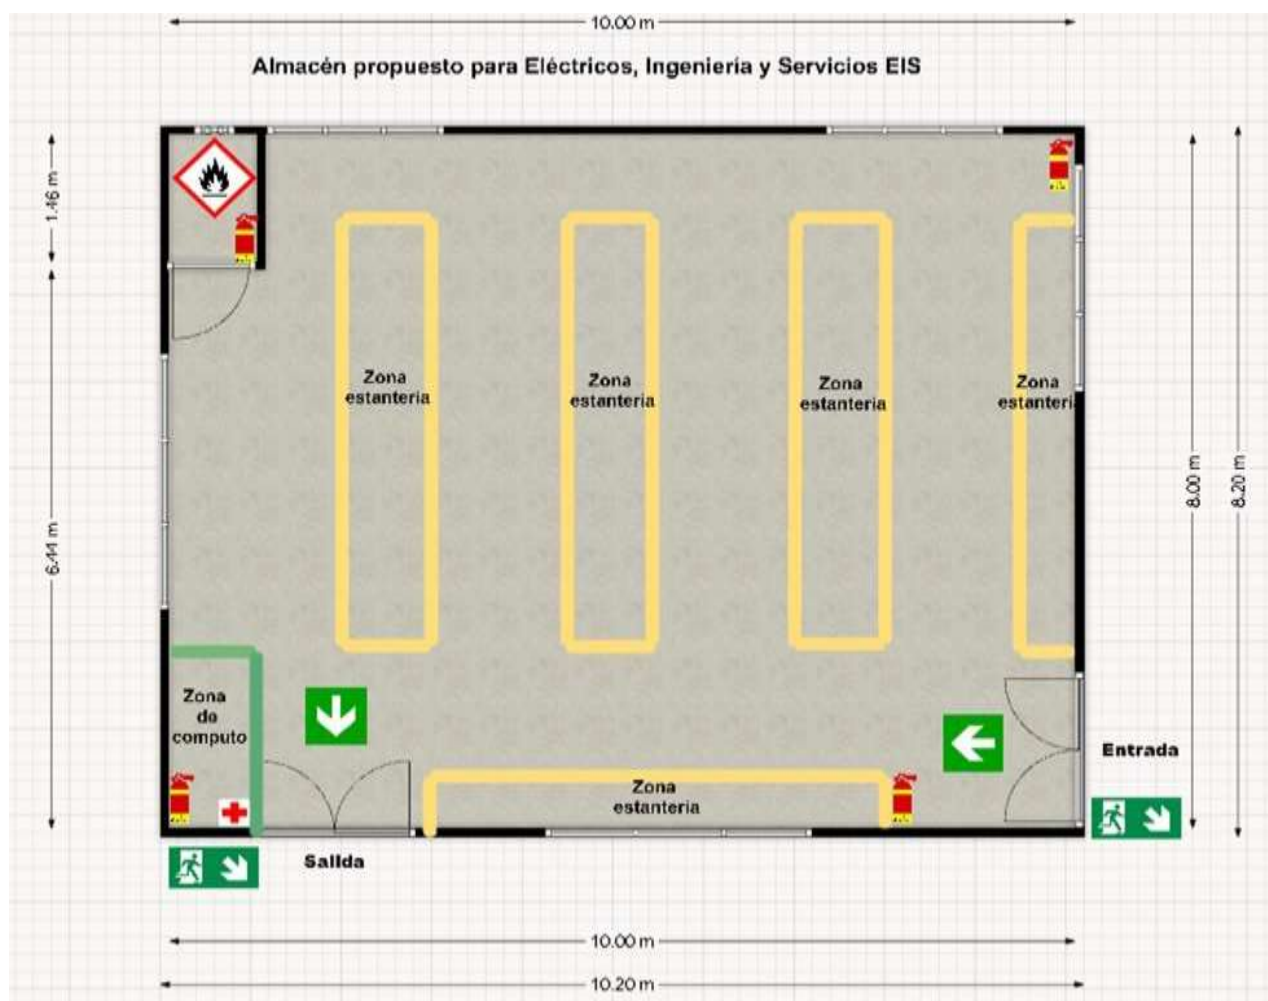 10.00 m
Almacén propuesto para Eléctricos, Ingeniería y Servicios EIS
1.46 m
6.44 m
8.00 m
8.20 m
Zona
estanteria
Zona
estanteria
Zona
estanteria
Zona
estanteri
Zona
de
computo
Zona
estanteria
Entrada
Salida
10.00 m
10.20 m